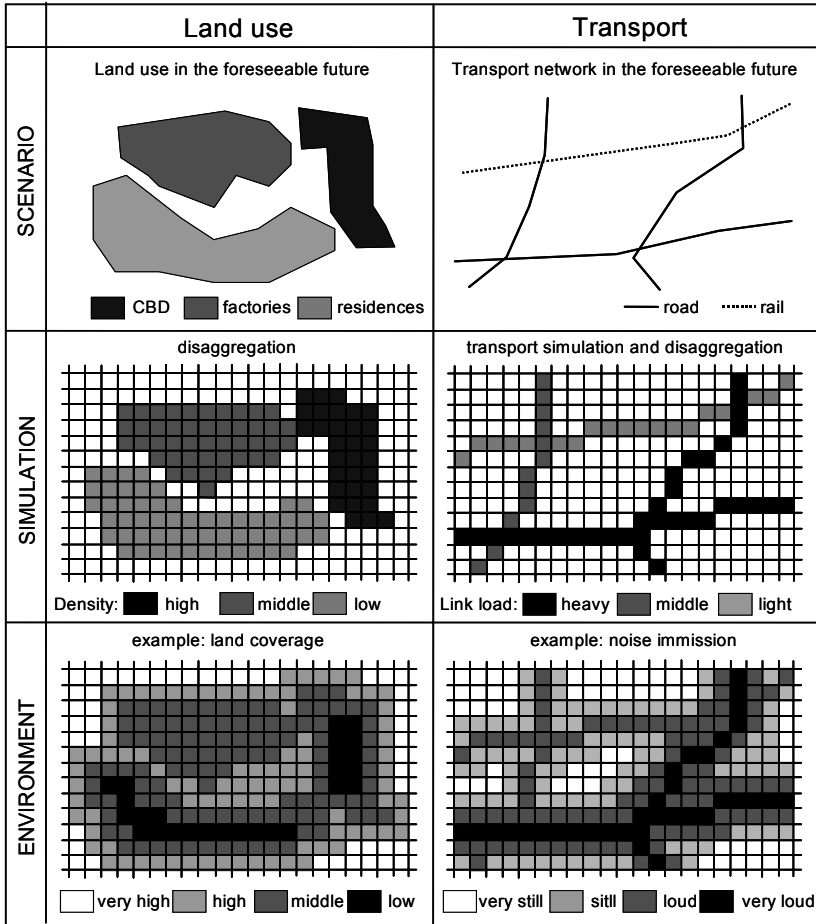 Land use
Transport
SCENARIO
Land use in the foreseeable future
CBD factories residences
Transport network in the foreseeable future
road rail
SIMULATION
disaggregation
Density: high middle low
transport simulation and disaggregation
Link load: heavy middle light
ENVIRONMENT
example: land coverage
very high high middle low
example: noise immission
very still sitll loud very loud